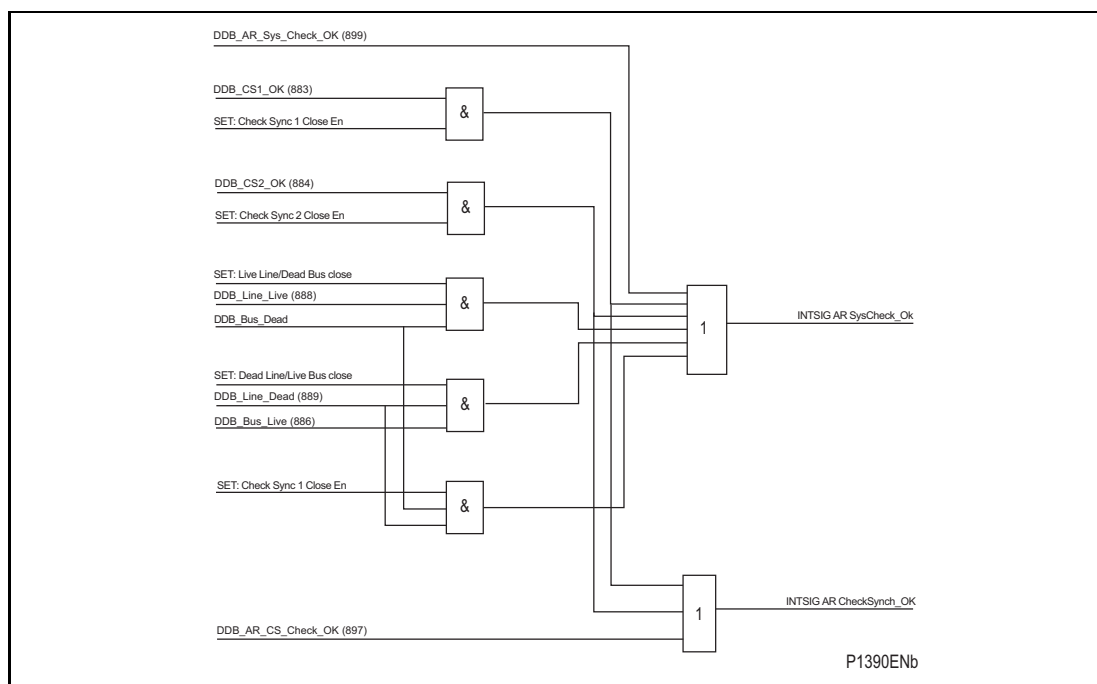 DDB_AR_Sys_Check_OK (899)
DDB_CS1_OK (883)
&
SET: Check Sync 1 Close En
DDB_CS2_OK (884)
&
SET: Check Sync 2 Close En
SET: Live Line/Dead Bus close
DDB_Line_Live (888)
&
DDB_Bus_Dead
1
INTSIG AR SysCheck_Ok
SET: Dead Line/Live Bus close
DDB_Line_Dead (889)
&
DDB_Bus_Live (886)
SET: Check Sync 1 Close En
&
1
INTSIG AR CheckSynch_OK
DDB_AR_CS_Check_OK (897)
P1390ENb